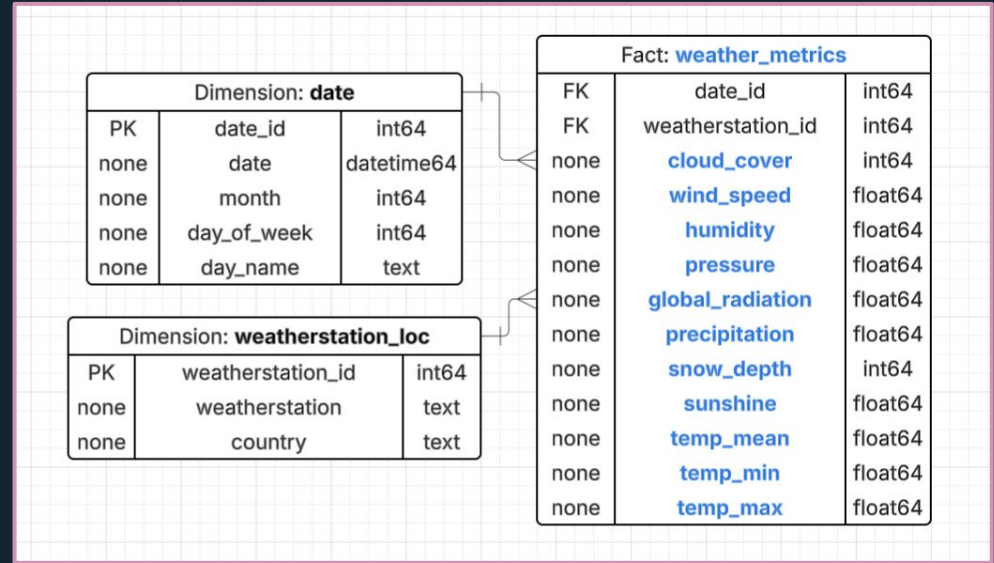 Dimension: date
PK date_id int64
none date datetime64
none month int64
none day_of_week int64
none day_name text
Dimension: weatherstation_loc
PK weatherstation_id int64
none weatherstation text
none country text
Fact: weather_metrics
FK date_id int64
FK weatherstation_id int64
none cloud_cover int64
none wind_speed float64
none humidity float64
none pressure float64
none global_radiation float64
none precipitation float64
none snow_depth int64
none sunshine float64
none temp_mean float64
none temp_min float64
none temp_max float64